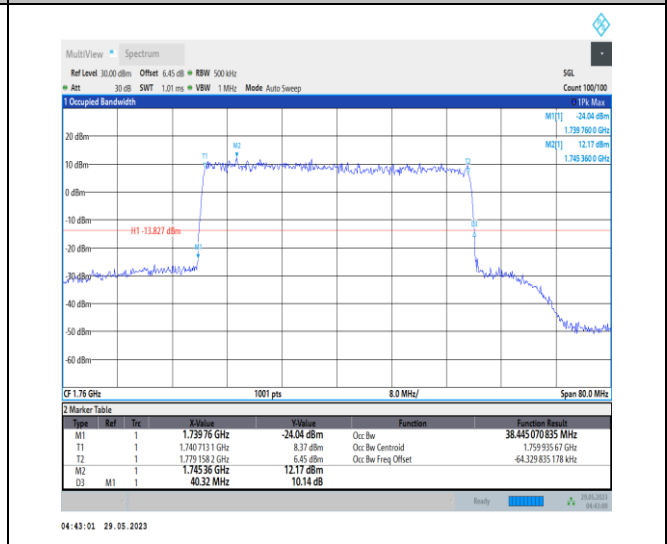 MultiView Spectrum
Ref Level 30.00 dBm Offset 6.45 dB RBW 500 kHz SGL
Att 30 dB SWT 1.01 ms VBW 1 MHz Mode Auto Sweep Count 100/100
1 Occupied Bandwidth 1Pk Max
M1[1] -24.04 dBm
1.739 760 0 GHz
M2[1] 12.17 dBm
1.745 360 0 GHz
20 dBm
M2
T1
T2
10 dBm
0 dBm
-10 dBm
D3
H1 -13.827 dBm
-20 dBm
M1
-30 dBm
-40 dBm
-50 dBm
-60 dBm
CF 1.76 GHz 1001 pts 8.0 MHz/ Span 80.0 MHz
2 Marker Table
Type Ref Trc X-Value Y-Value Function Function Result
M1 1 1.739 76 GHz -24.04 dBm Occ Bw 38.445 070 835 MHz
T1 1 1.740 713 1 GHz 8.37 dBm Occ Bw Centroid 1.759 935 67 GHz
T2 1 1.779 158 2 GHz 6.45 dBm Occ Bw Freq Offset -64.329 835 178 kHz
M2 1 1.745 36 GHz 12.17 dBm
D3 M1 1 40.32 MHz 10.14 dB
Ready 29.05.2023
04:43:00
04:43:01 29.05.2023